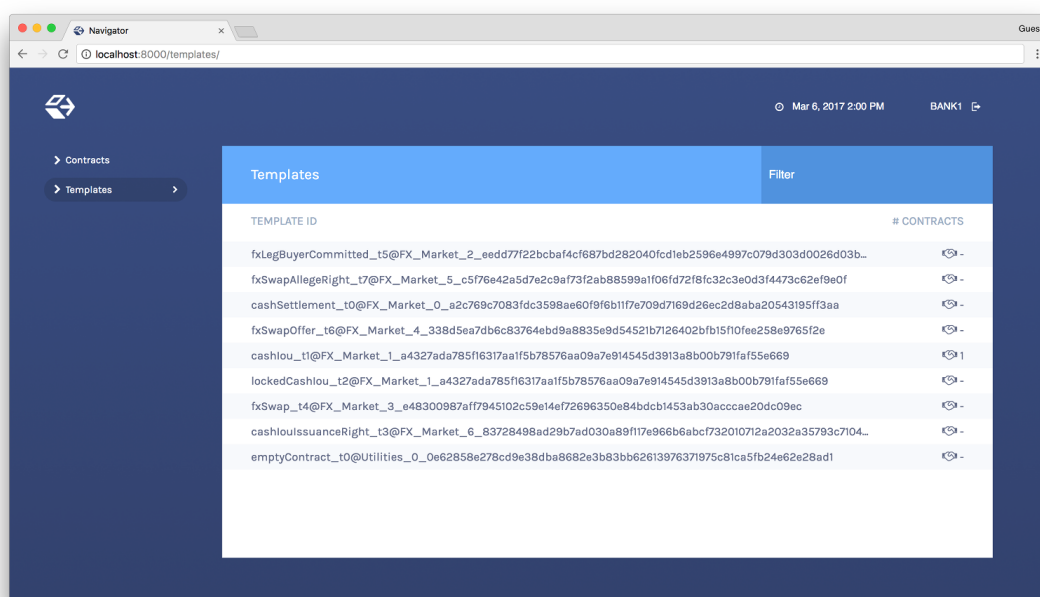 Navigator
Gues
localhost:8000/templates/
Mar 6, 2017 2:00 PM
BANK1
Contracts
Templates
Templates
Filter
TEMPLATE ID
# CONTRACTS
fxLegBuyerCommitted_t5@FX_Market_2_eedd77f22bcbaf4cf687bd282040fcd1eb2596e4997c079d303d0026d03b... -
fxSwapAllegeRight_t7@FX_Market_5_c5f76e42a5d7e2c9af73f2ab88599a1f06fd72f8fc32c3e0d3f4473c62ef9e0f -
cashSettlement_t0@FX_Market_0_a2c769c7083fdc3598ae60f9f6b11f7e709d7169d26ec2d8aba20543195ff3aa -
fxSwapOffer_t6@FX_Market_4_338d5ea7db6c83764ebd9a8835e9d54521b7126402bfb15f10fee258e9765f2e -
cashIou_t1@FX_Market_1_a4327ada785f16317aa1f5b78576aa09a7e914545d3913a8b00b791faf55e669 1
lockedCashIou_t2@FX_Market_1_a4327ada785f16317aa1f5b78576aa09a7e914545d3913a8b00b791faf55e669 -
fxSwap_t4@FX_Market_3_e48300987aff7945102c59e14ef72696350e84bdcb1453ab30acccae20dc09ec -
cashIouIssuanceRight_t3@FX_Market_6_83728498ad29b7ad030a89f117e966b6abcf732010712a2032a35793c7104... -
emptyContract_t0@Utilities_0_0e62858e278cd9e38dba8682e3b83bb62613976371975c81ca5fb24e62e28ad1 -